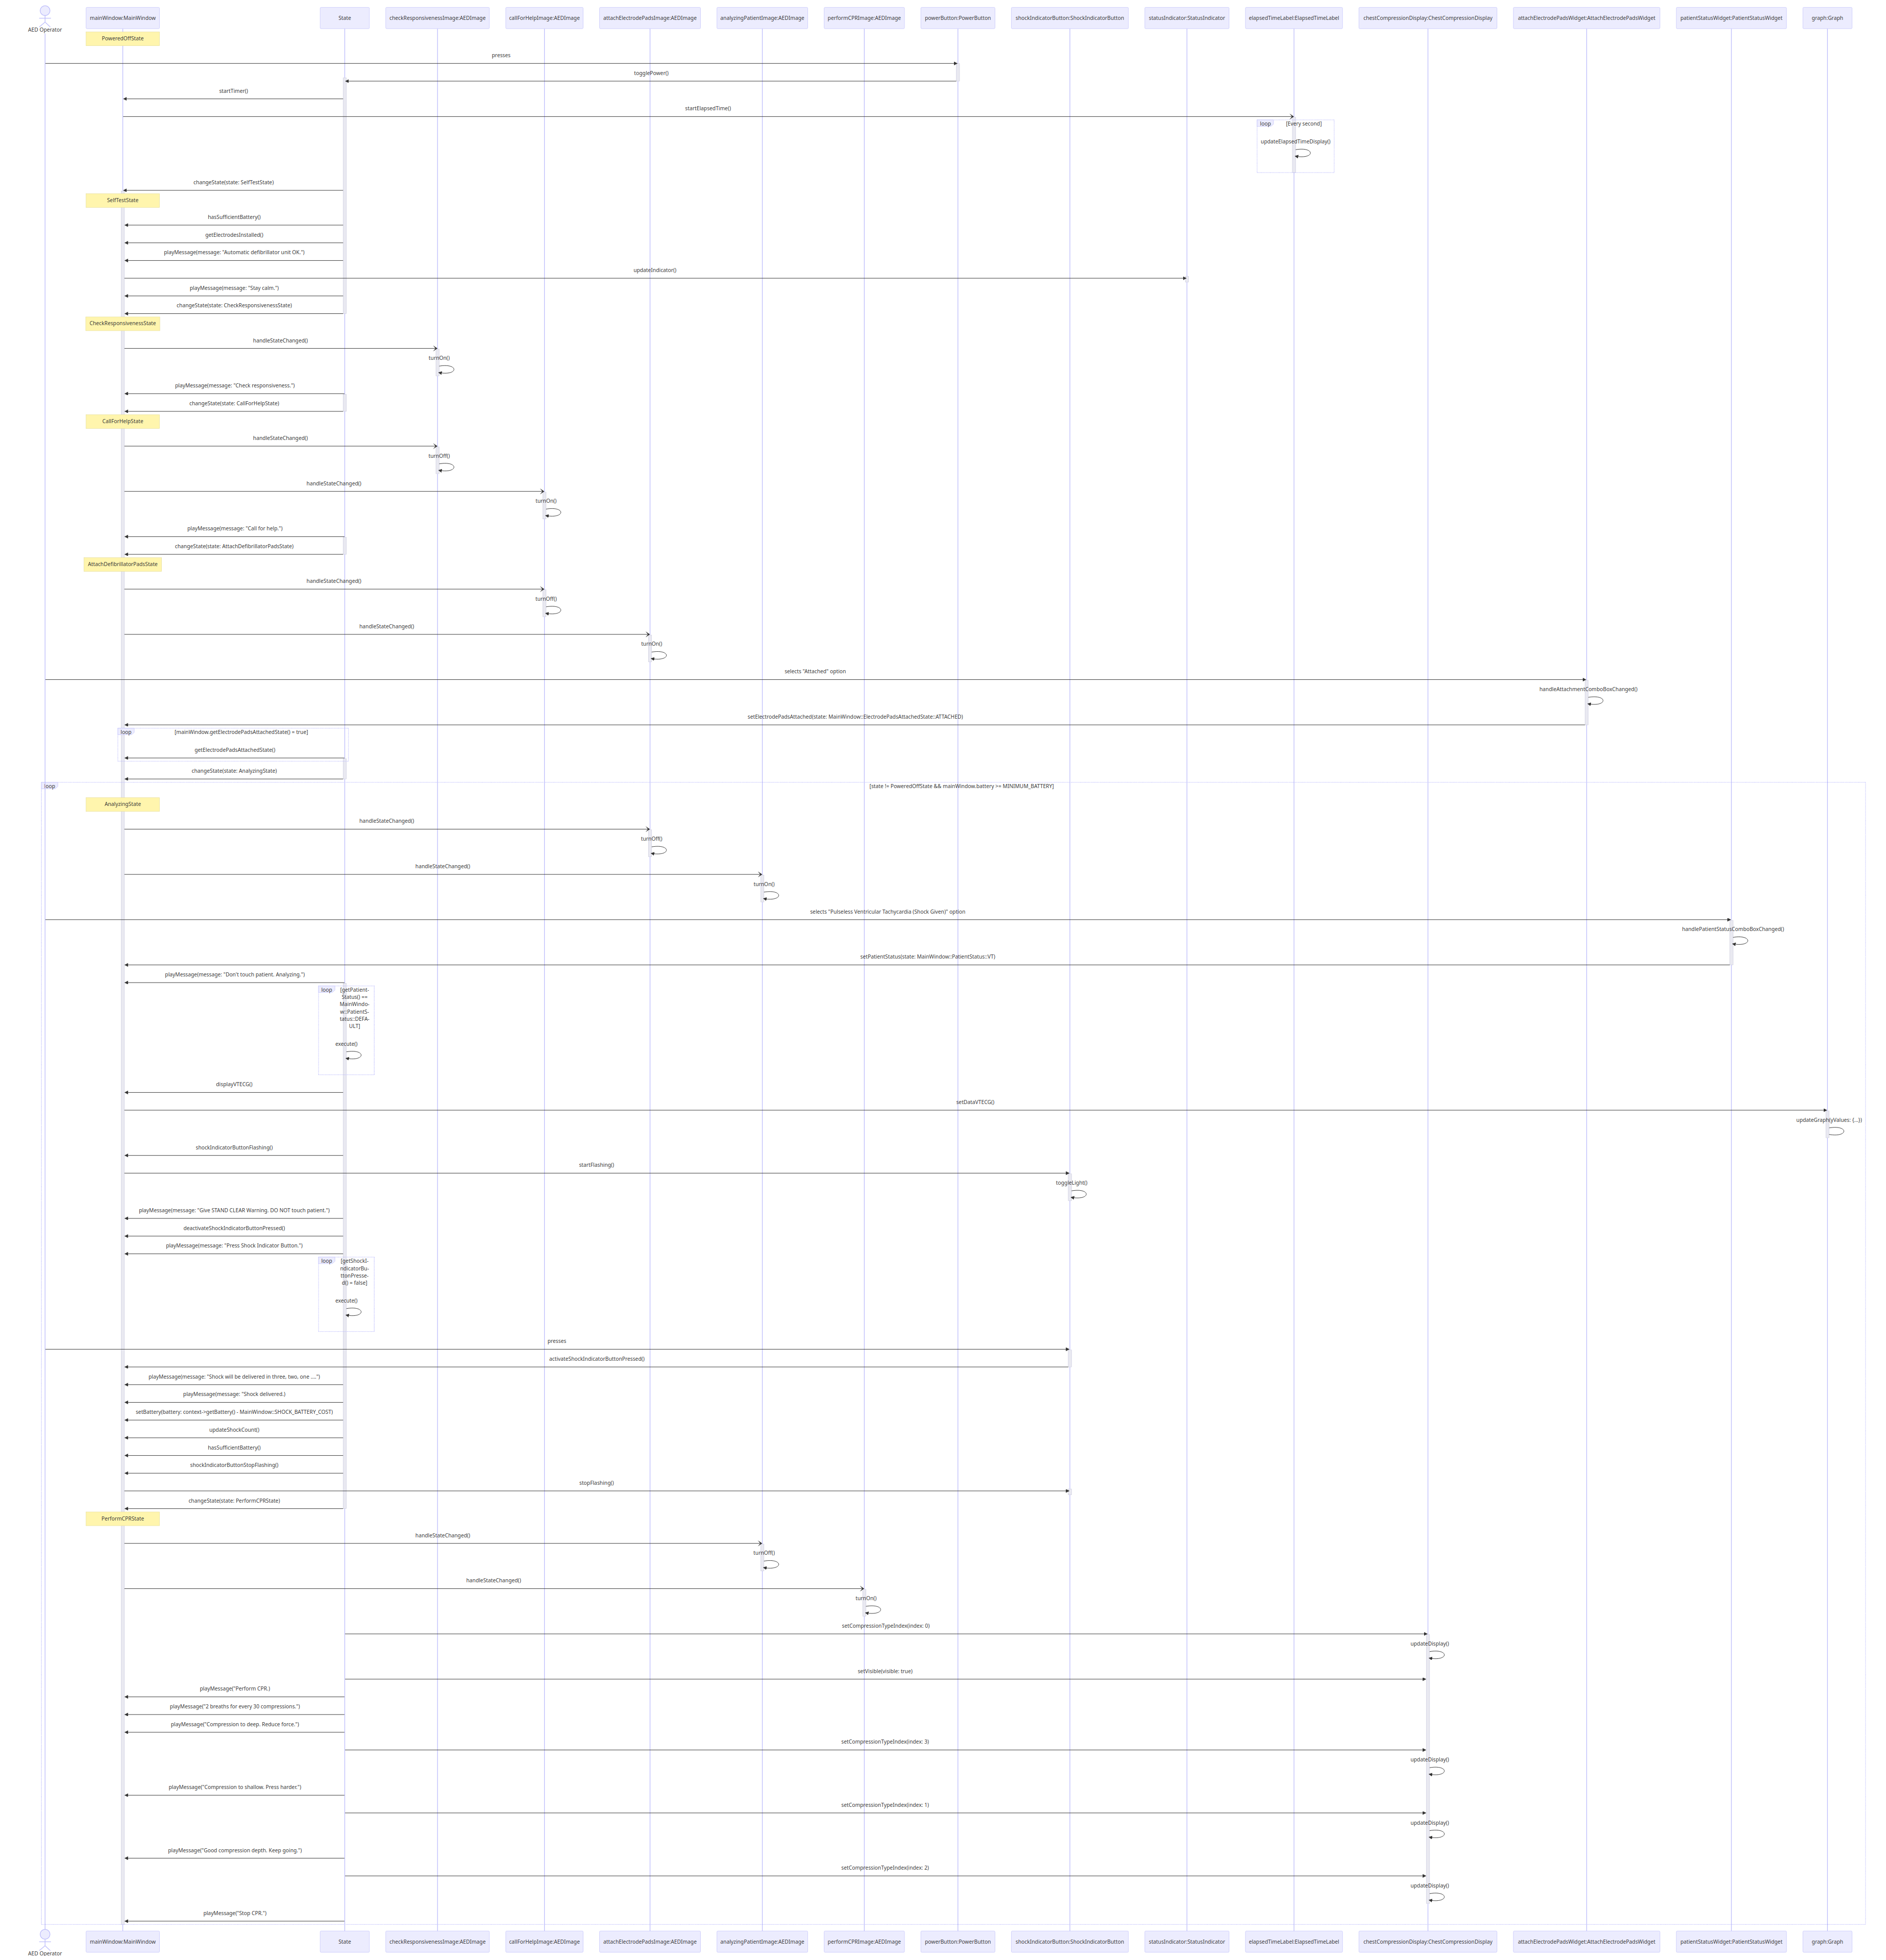 AED Operator
mainWindow:MainWindow
State
checkResponsivenessImage:AEDImage
callForHelpImage:AEDImage
attachElectrodePadsImage:AEDImage
analyzingPatientImage:AEDImage
performCPRImage:AEDImage
powerButton:PowerButton
shockIndicatorButton:ShockIndicatorButton
statusIndicator:StatusIndicator
elapsedTimeLabel:ElapsedTimeLabel
chestCompressionDisplay:ChestCompressionDisplay
attachElectrodePadsWidget:AttachElectrodePadsWidget
patientStatusWidget:PatientStatusWidget
graph:Graph
PoweredOffState
presses
togglePower()
startTimer()
startElapsedTime()
loop
[Every second]
updateElapsedTimeDisplay()
changeState(state: SelfTestState)
SelfTestState
hasSufficientBattery()
getElectrodesInstalled()
playMessage(message: "Automatic defibrillator unit OK.")
updateIndicator()
playMessage(message: "Stay calm.")
changeState(state: CheckResponsivenessState)
CheckResponsivenessState
handleStateChanged()
turnOn()
playMessage(message: "Check responsiveness.")
changeState(state: CallForHelpState)
CallForHelpState
handleStateChanged()
turnOff()
handleStateChanged()
turnOn()
playMessage(message: "Call for help.")
changeState(state: AttachDefibrillatorPadsState)
AttachDefibrillatorPadsState
handleStateChanged()
turnOff()
handleStateChanged()
turnOn()
selects "Attached" option
handleAttachmentComboBoxChanged()
setElectrodePadsAttached(state: MainWindow::ElectrodePadsAttachedState::ATTACHED)
loop
[mainWindow.getElectrodePadsAttachedState() = true]
getElectrodePadsAttachedState()
changeState(state: AnalyzingState)
loop
[state != PoweredOffState && mainWindow.battery >= MINIMUM_BATTERY]
AnalyzingState
handleStateChanged()
turnOff()
handleStateChanged()
turnOn()
selects "Pulseless Ventricular Tachycardia (Shock Given)" option
handlePatientStatusComboBoxChanged()
setPatientStatus(state: MainWindow::PatientStatus::VT)
playMessage(message: "Don't touch patient. Analyzing.")
loop
[getPatient-
Status() ==
MainWindo-
w::PatientS-
tatus::DEFA-
ULT]
execute()
displayVTECG()
setDataVTECG()
updateGraph(yValues: {...})
shockIndicatorButtonFlashing()
startFlashing()
toggleLight()
playMessage(message: "Give STAND CLEAR Warning. DO NOT touch patient.")
deactivateShockIndicatorButtonPressed()
playMessage(message: "Press Shock Indicator Button.")
loop
[getShockI-
ndicatorBu-
ttonPresse-
d() = false]
execute()
presses
activateShockIndicatorButtonPressed()
playMessage(message: "Shock will be delivered in three, two, one ....")
playMessage(message: "Shock delivered.)
setBattery(battery: context->getBattery() - MainWindow::SHOCK_BATTERY_COST)
updateShockCount()
hasSufficientBattery()
shockIndicatorButtonStopFlashing()
stopFlashing()
changeState(state: PerformCPRState)
PerformCPRState
handleStateChanged()
turnOff()
handleStateChanged()
turnOn()
setCompressionTypeIndex(index: 0)
updateDisplay()
setVisible(visible: true)
playMessage("Perform CPR.)
playMessage("2 breaths for every 30 compressions.")
playMessage("Compression to deep. Reduce force.")
setCompressionTypeIndex(index: 3)
updateDisplay()
playMessage("Compression to shallow. Press harder.")
setCompressionTypeIndex(index: 1)
updateDisplay()
playMessage("Good compression depth. Keep going.")
setCompressionTypeIndex(index: 2)
updateDisplay()
playMessage("Stop CPR.")
AED Operator
mainWindow:MainWindow
State
checkResponsivenessImage:AEDImage
callForHelpImage:AEDImage
attachElectrodePadsImage:AEDImage
analyzingPatientImage:AEDImage
performCPRImage:AEDImage
powerButton:PowerButton
shockIndicatorButton:ShockIndicatorButton
statusIndicator:StatusIndicator
elapsedTimeLabel:ElapsedTimeLabel
chestCompressionDisplay:ChestCompressionDisplay
attachElectrodePadsWidget:AttachElectrodePadsWidget
patientStatusWidget:PatientStatusWidget
graph:Graph